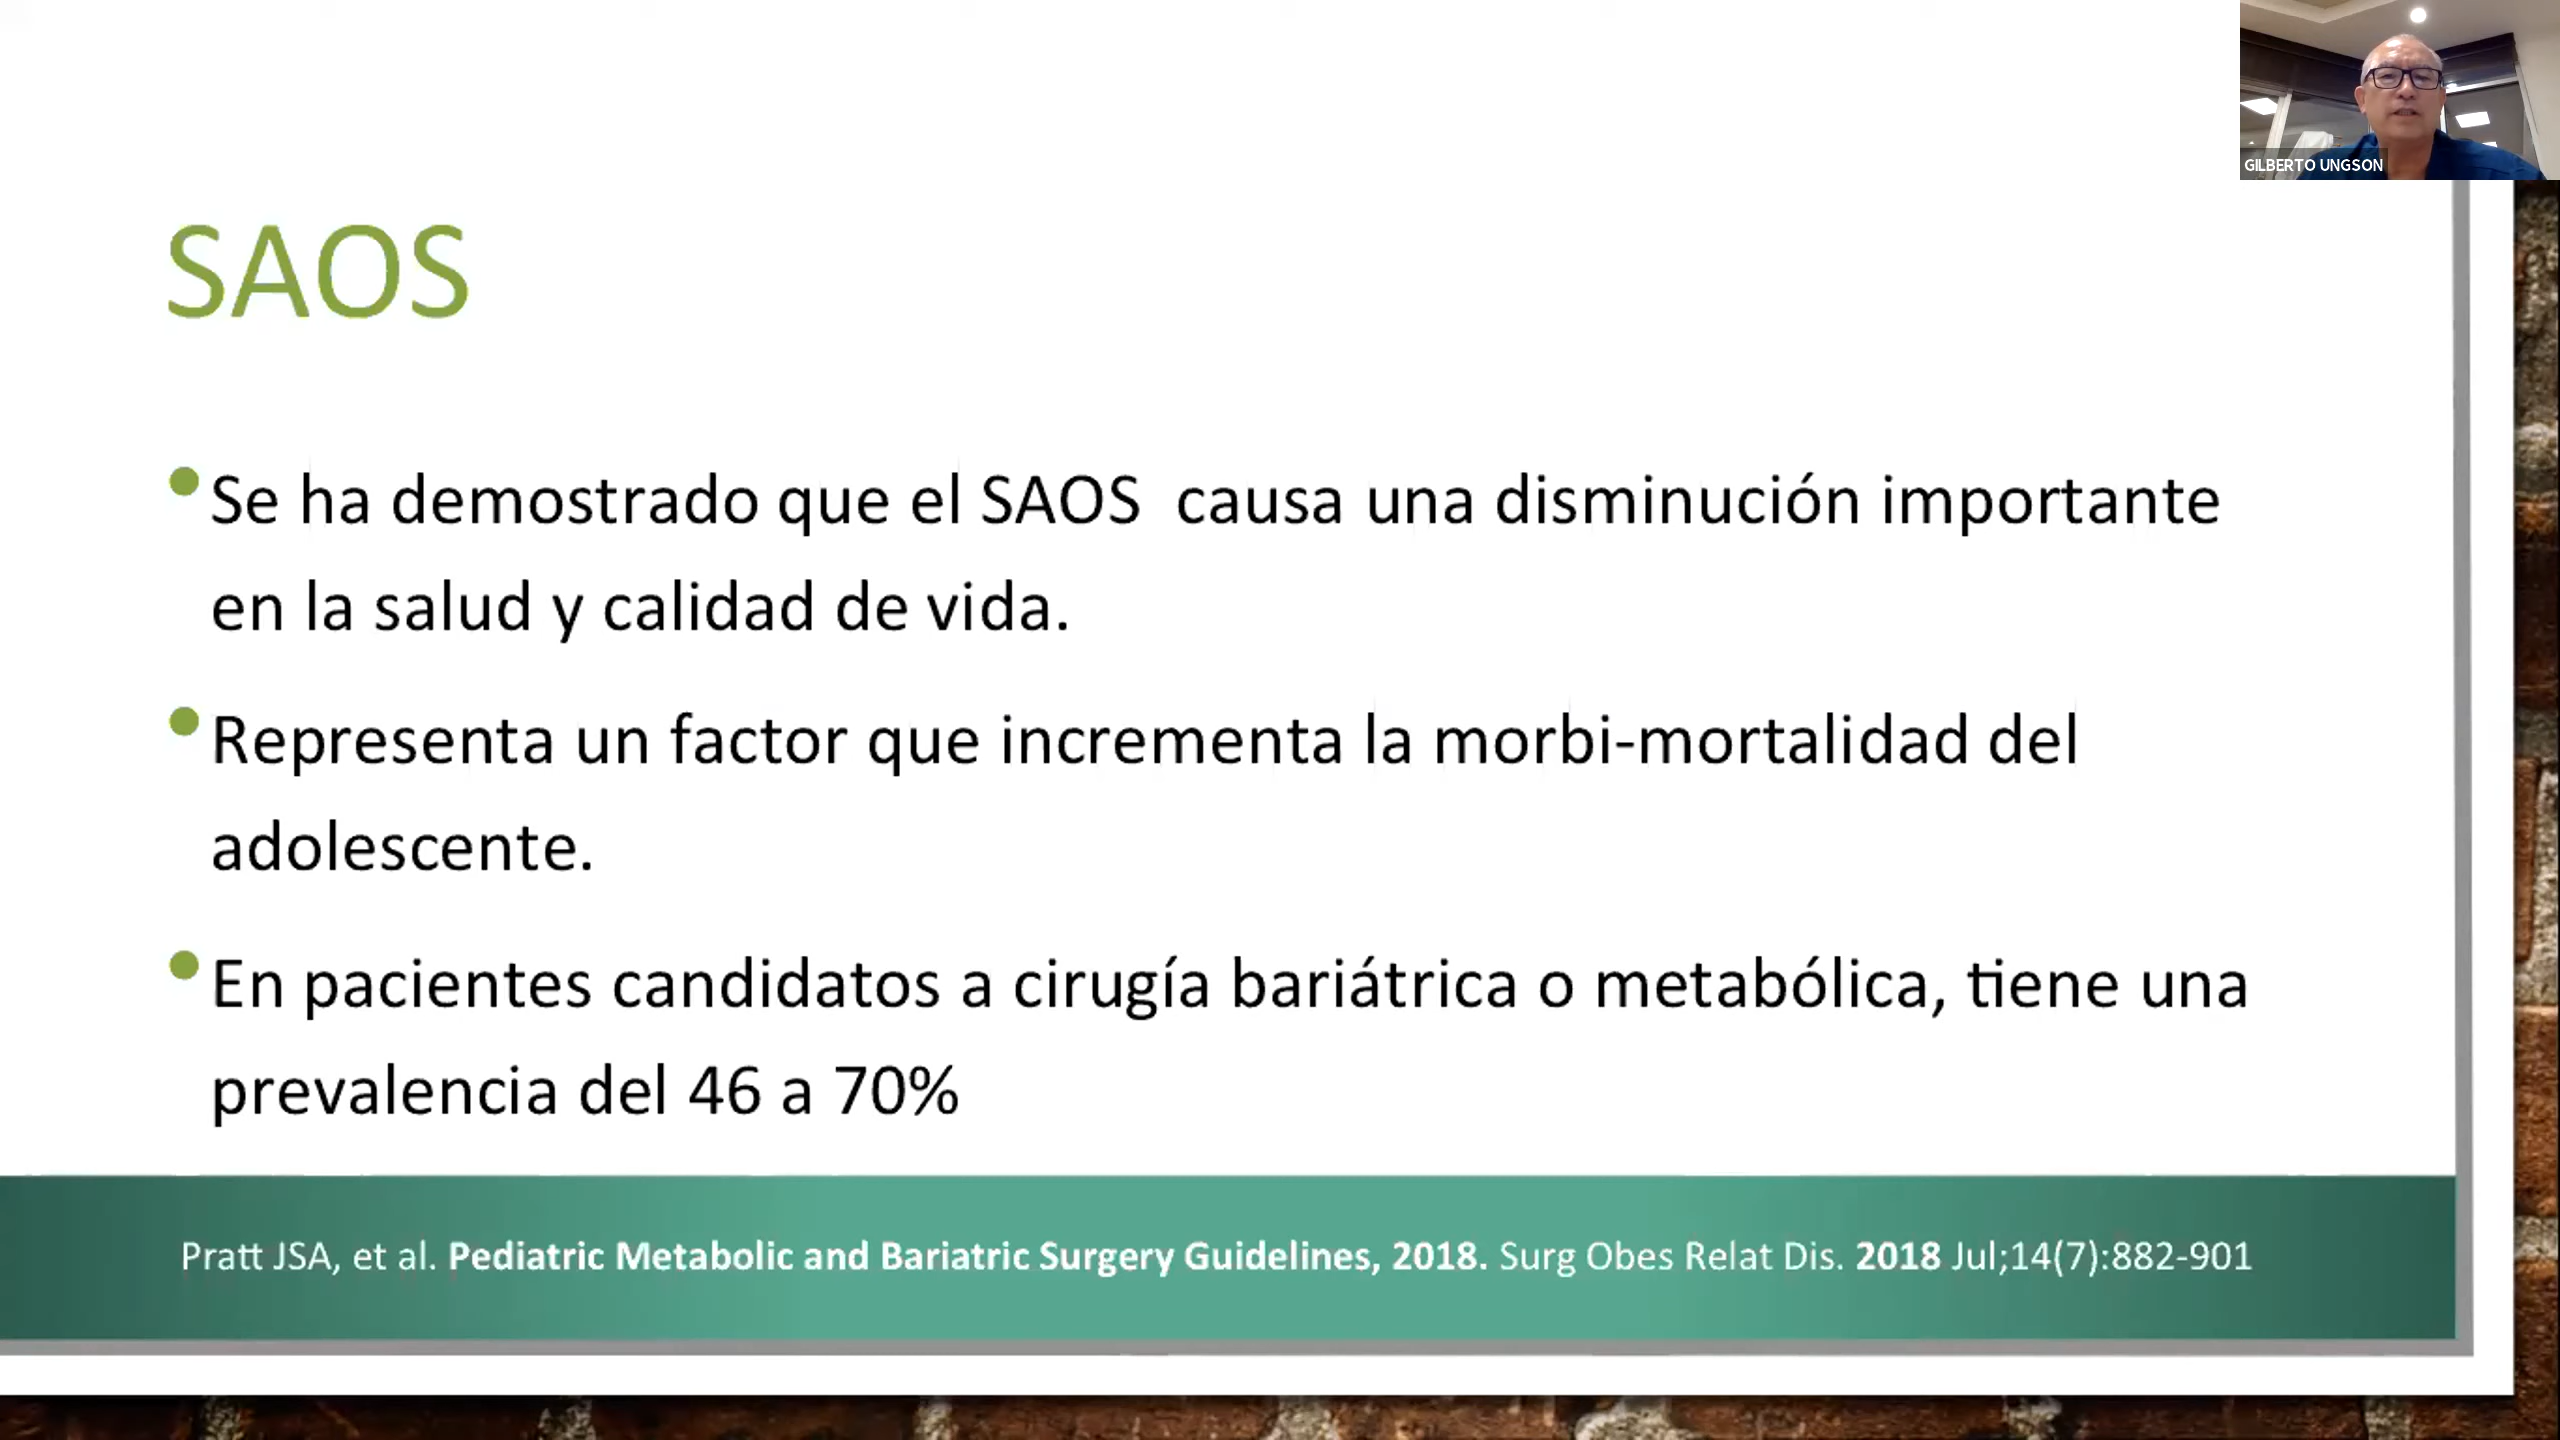 GILBERTO UNGSON
SAOS
• Se ha demostrado que el SAOS causa una disminución importante
en la salud y calidad de vida.
• Representa un factor que incrementa la morbi-mortalidad del
adolescente.
• En pacientes candidatos a cirugía bariátrica o metabólica, tiene una
prevalencia del 46 a 70%
Pratt JSA, et al. Pediatric Metabolic and Bariatric Surgery Guidelines, 2018. Surg Obes Relat Dis. 2018 Jul;14(7):882-901